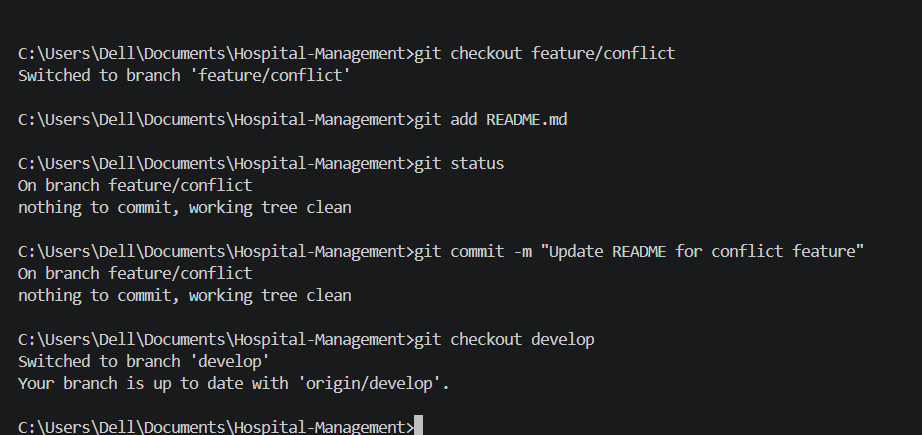 C:\Users\Dell\Documents\Hospital-Management>git checkout feature/conflict
Switched to branch 'feature/conflict'
C:\Users\Dell\Documents\Hospital-Management>git add README.md
C:\Users\Dell\Documents\Hospital-Management>git status
On branch feature/conflict
nothing to commit, working tree clean
C:\Users\Dell\Documents\Hospital-Management>git commit -m "Update README for conflict feature"
On branch feature/conflict
nothing to commit, working tree clean
C:\Users\Dell\Documents\Hospital-Management>git checkout develop
Switched to branch 'develop'
Your branch is up to date with 'origin/develop'.
C:\Users\Dell\Documents\Hospital-Management>